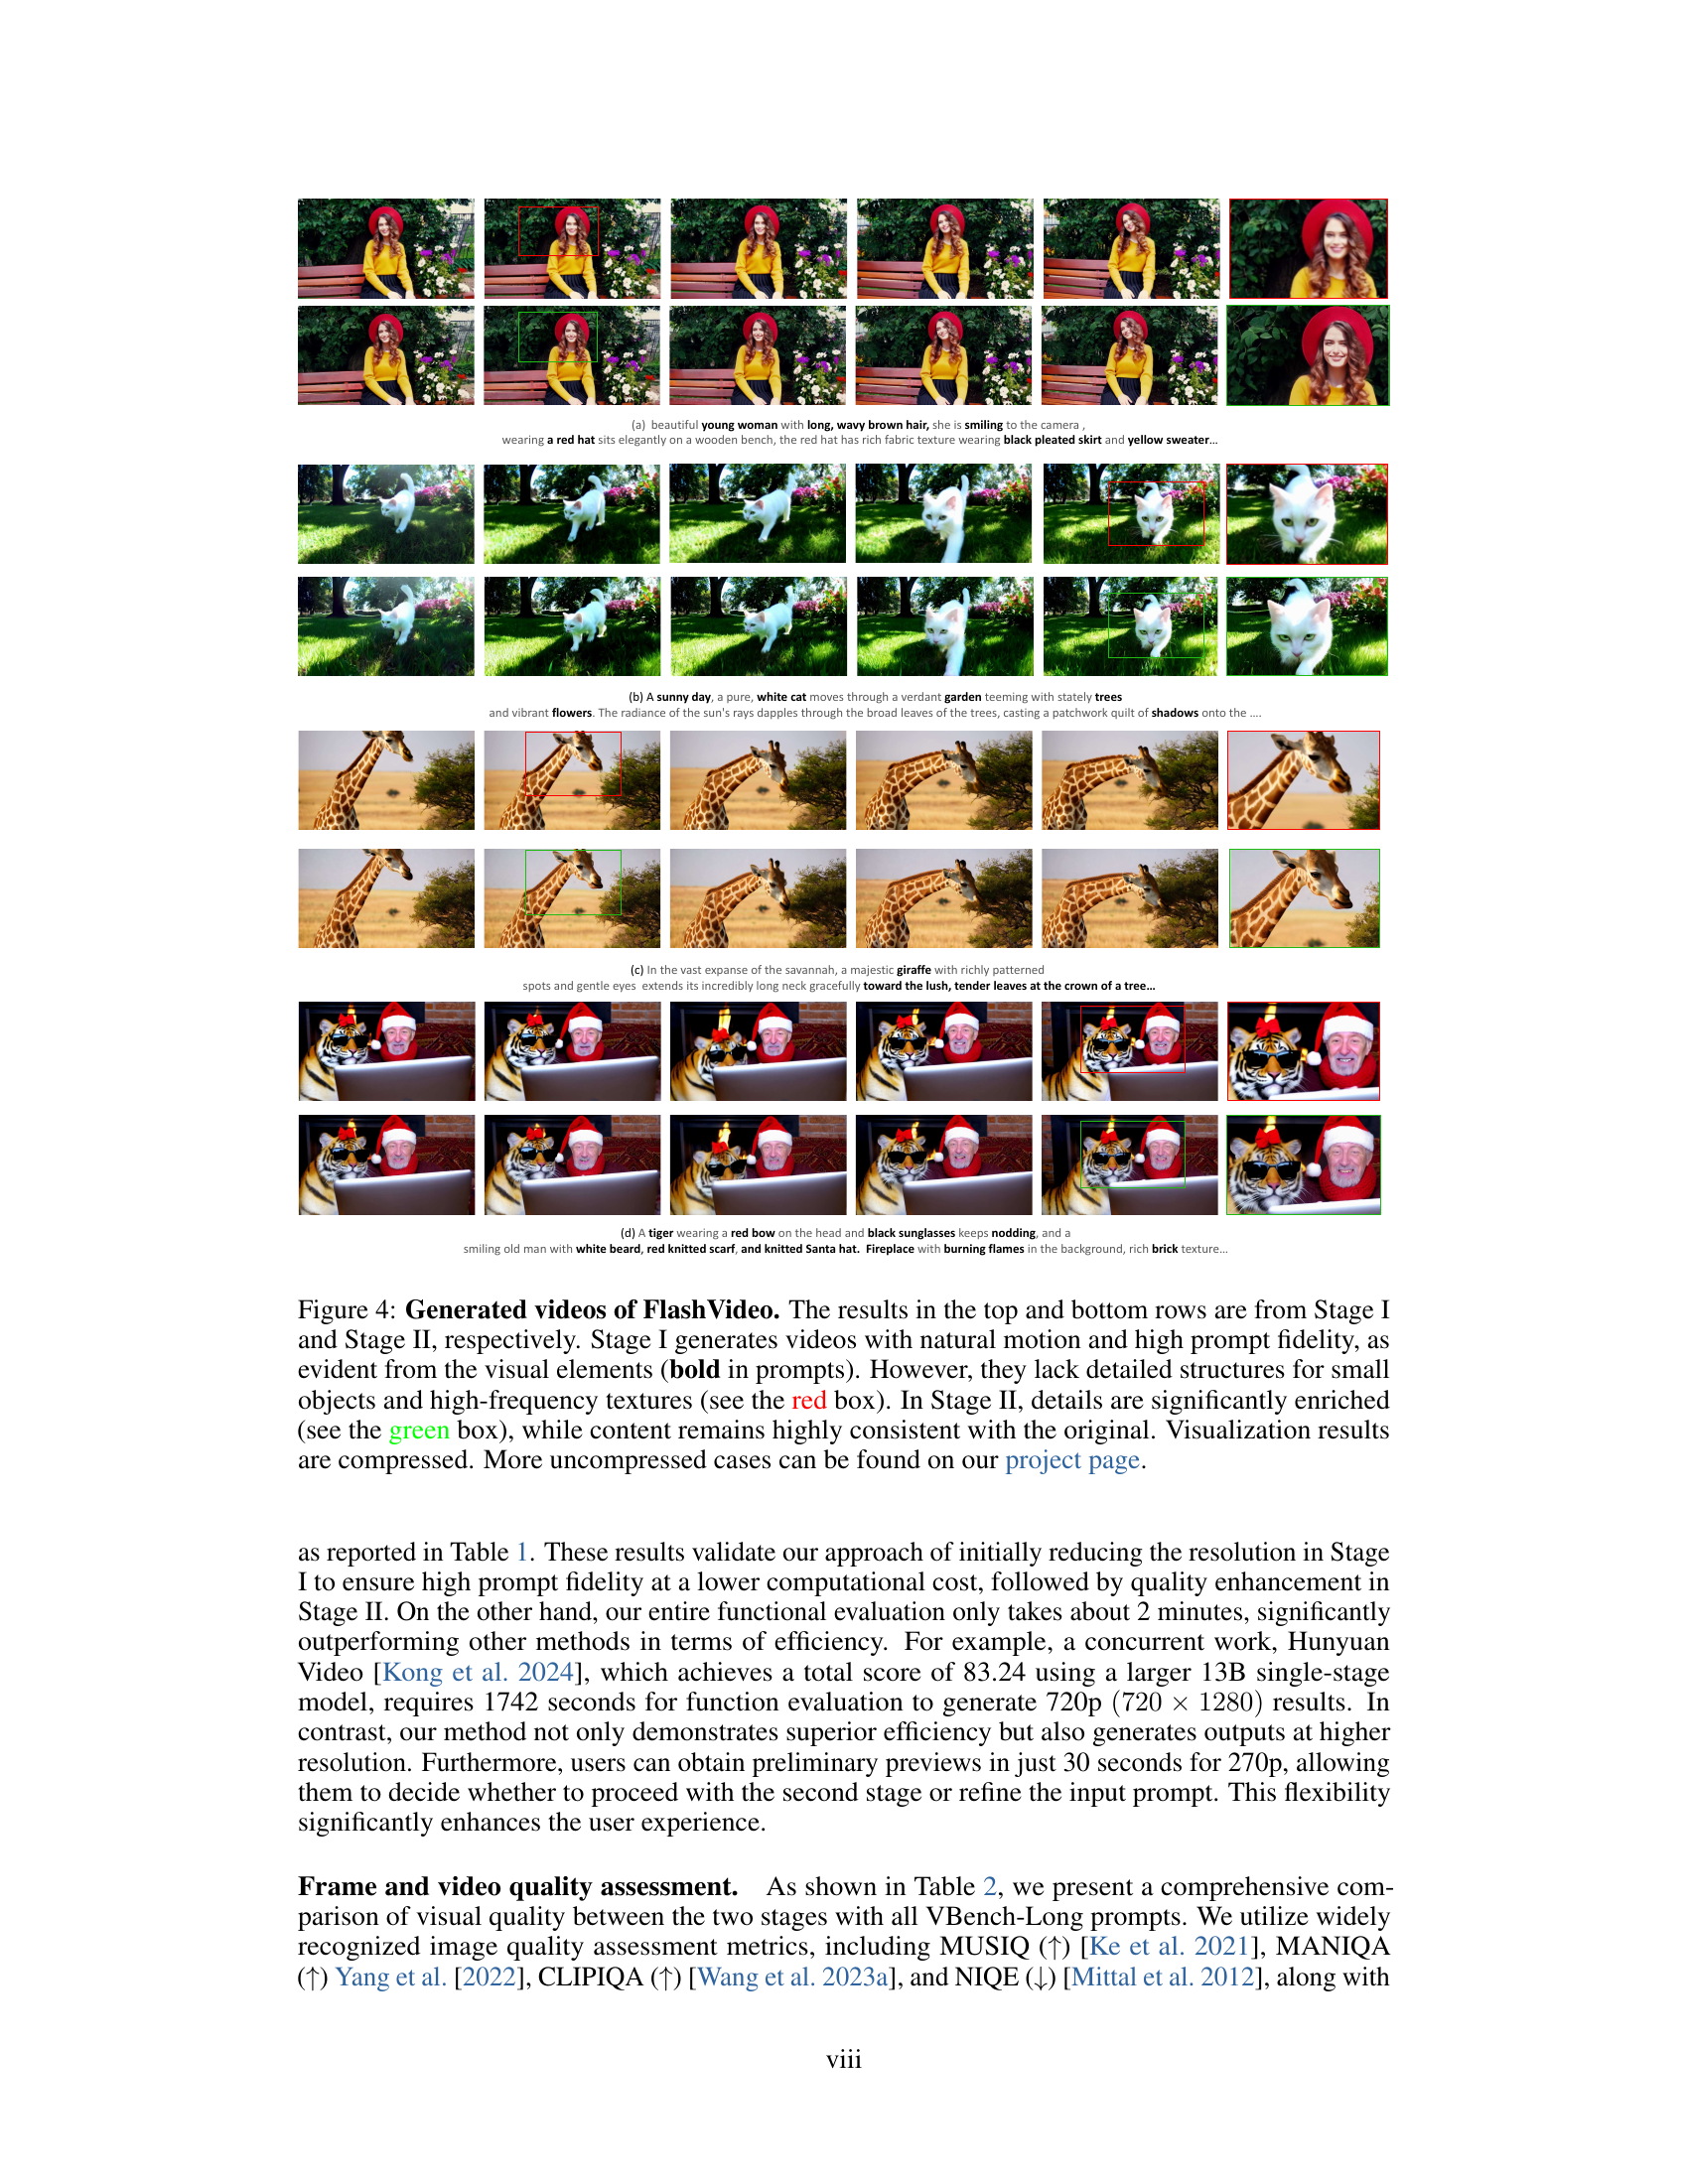 (a) beautiful young woman with long, wavy brown hair, she is smiling to the camera ,
wearing a red hat sits elegantly on a wooden bench, the red hat has rich fabric texture wearing black pleated skirt and yellow sweater...
(b) A sunny day, a pure, white cat moves through a verdant garden teeming with stately trees
and vibrant flowers. The radiance of the sun's rays dapples through the broad leaves of the trees, casting a patchwork quilt of shadows onto the ....
(c) In the vast expanse of the savannah, a majestic giraffe with richly patterned
spots and gentle eyes extends its incredibly long neck gracefully toward the lush, tender leaves at the crown of a tree...
(d) A tiger wearing a red bow on the head and black sunglasses keeps nodding, and a
smiling old man with white beard, red knitted scarf, and knitted Santa hat. Fireplace with burning flames in the background, rich brick texture...
Figure 4: Generated videos of FlashVideo. The results in the top and bottom rows are from Stage I
and Stage II, respectively. Stage I generates videos with natural motion and high prompt fidelity, as
evident from the visual elements (bold in prompts). However, they lack detailed structures for small
objects and high-frequency textures (see the red box). In Stage II, details are significantly enriched
(see the green box), while content remains highly consistent with the original. Visualization results
are compressed. More uncompressed cases can be found on our project page.
as reported in Table 1. These results validate our approach of initially reducing the resolution in Stage
I to ensure high prompt fidelity at a lower computational cost, followed by quality enhancement in
Stage II. On the other hand, our entire functional evaluation only takes about 2 minutes, significantly
outperforming other methods in terms of efficiency. For example, a concurrent work, Hunyuan
Video [Kong et al. 2024], which achieves a total score of 83.24 using a larger 13B single-stage
model, requires 1742 seconds for function evaluation to generate 720p (720 × 1280) results. In
contrast, our method not only demonstrates superior efficiency but also generates outputs at higher
resolution. Furthermore, users can obtain preliminary previews in just 30 seconds for 270p, allowing
them to decide whether to proceed with the second stage or refine the input prompt. This flexibility
significantly enhances the user experience.
Frame and video quality assessment. As shown in Table 2, we present a comprehensive com-
parison of visual quality between the two stages with all VBench-Long prompts. We utilize widely
recognized image quality assessment metrics, including MUSIQ (↑) [Ke et al. 2021], MANIQA
(↑) Yang et al. [2022], CLIPIQA (↑) [Wang et al. 2023a], and NIQE (↓) [Mittal et al. 2012], along with
viii